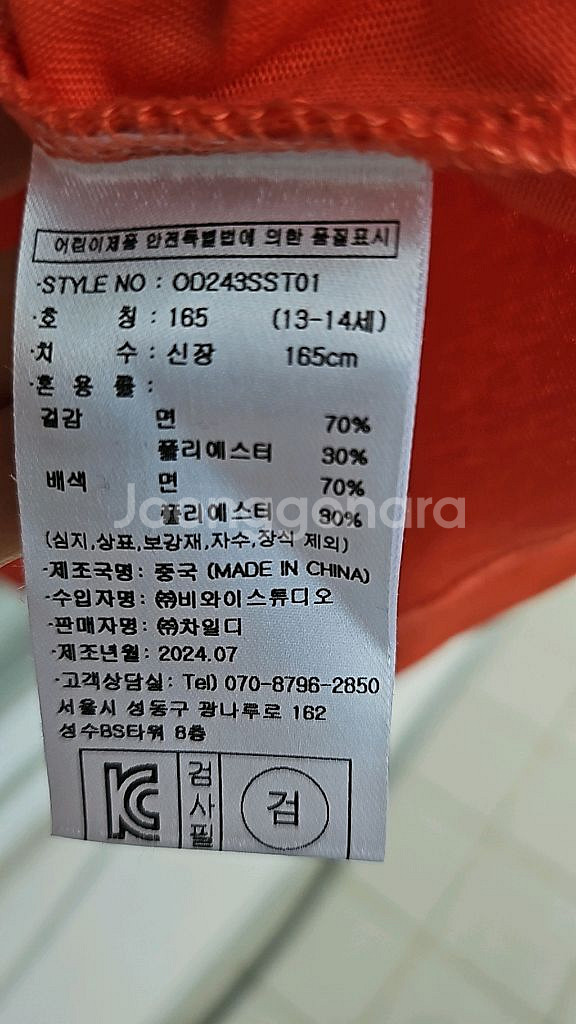 어린이제품 안전특별법에 의한 품질표시
·STYLE NO : OD243SST01
·호 칭 : 165 (13-14세)
·치 수 : 신장 165cm
·혼 용 률 :
겉감 면 70%
폴리에스터 30%
배색 면 70%
폴리에스터 30%
(심지,상표,보강재,자수,장식 제외)
·제조국명: 중국 (MADE IN CHINA)
·수입자명: ㈜비와이스튜디오
·판매자명: ㈜차일디
·제조년월: 2024.07
·고객상담실: Tel) 070-8796-2850
서울시 성동구 광나루로 162
성수BS타워 8층
KC 검사필 검
Joonggonara